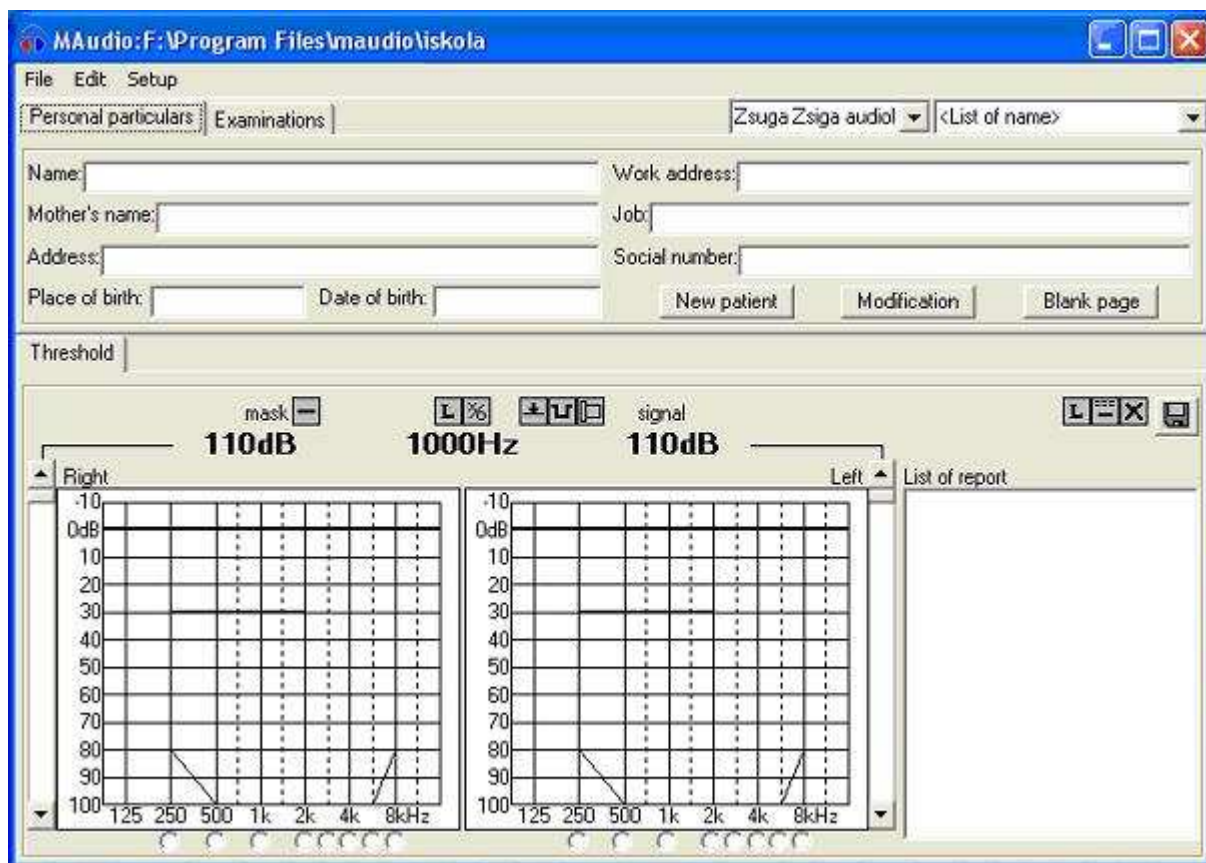 MAudio:F:\Program Files\maudio\iskola
File Edit Setup
Personal particulars Examinations Zsuga Zsiga audiol <List of name>
Name: Work address:
Mother's name: Job:
Address: Social number:
Place of birth: Date of birth: New patient Modification Blank page
Threshold
mask L % signal L
110dB 1000Hz 110dB
Right Left List of report
-10 -10
0dB 0dB
10 10
20 20
30 30
40 40
50 50
60 60
70 70
80 80
90 90
100 100
125 250 500 1k 2k 4k 8kHz 125 250 500 1k 2k 4k 8kHz